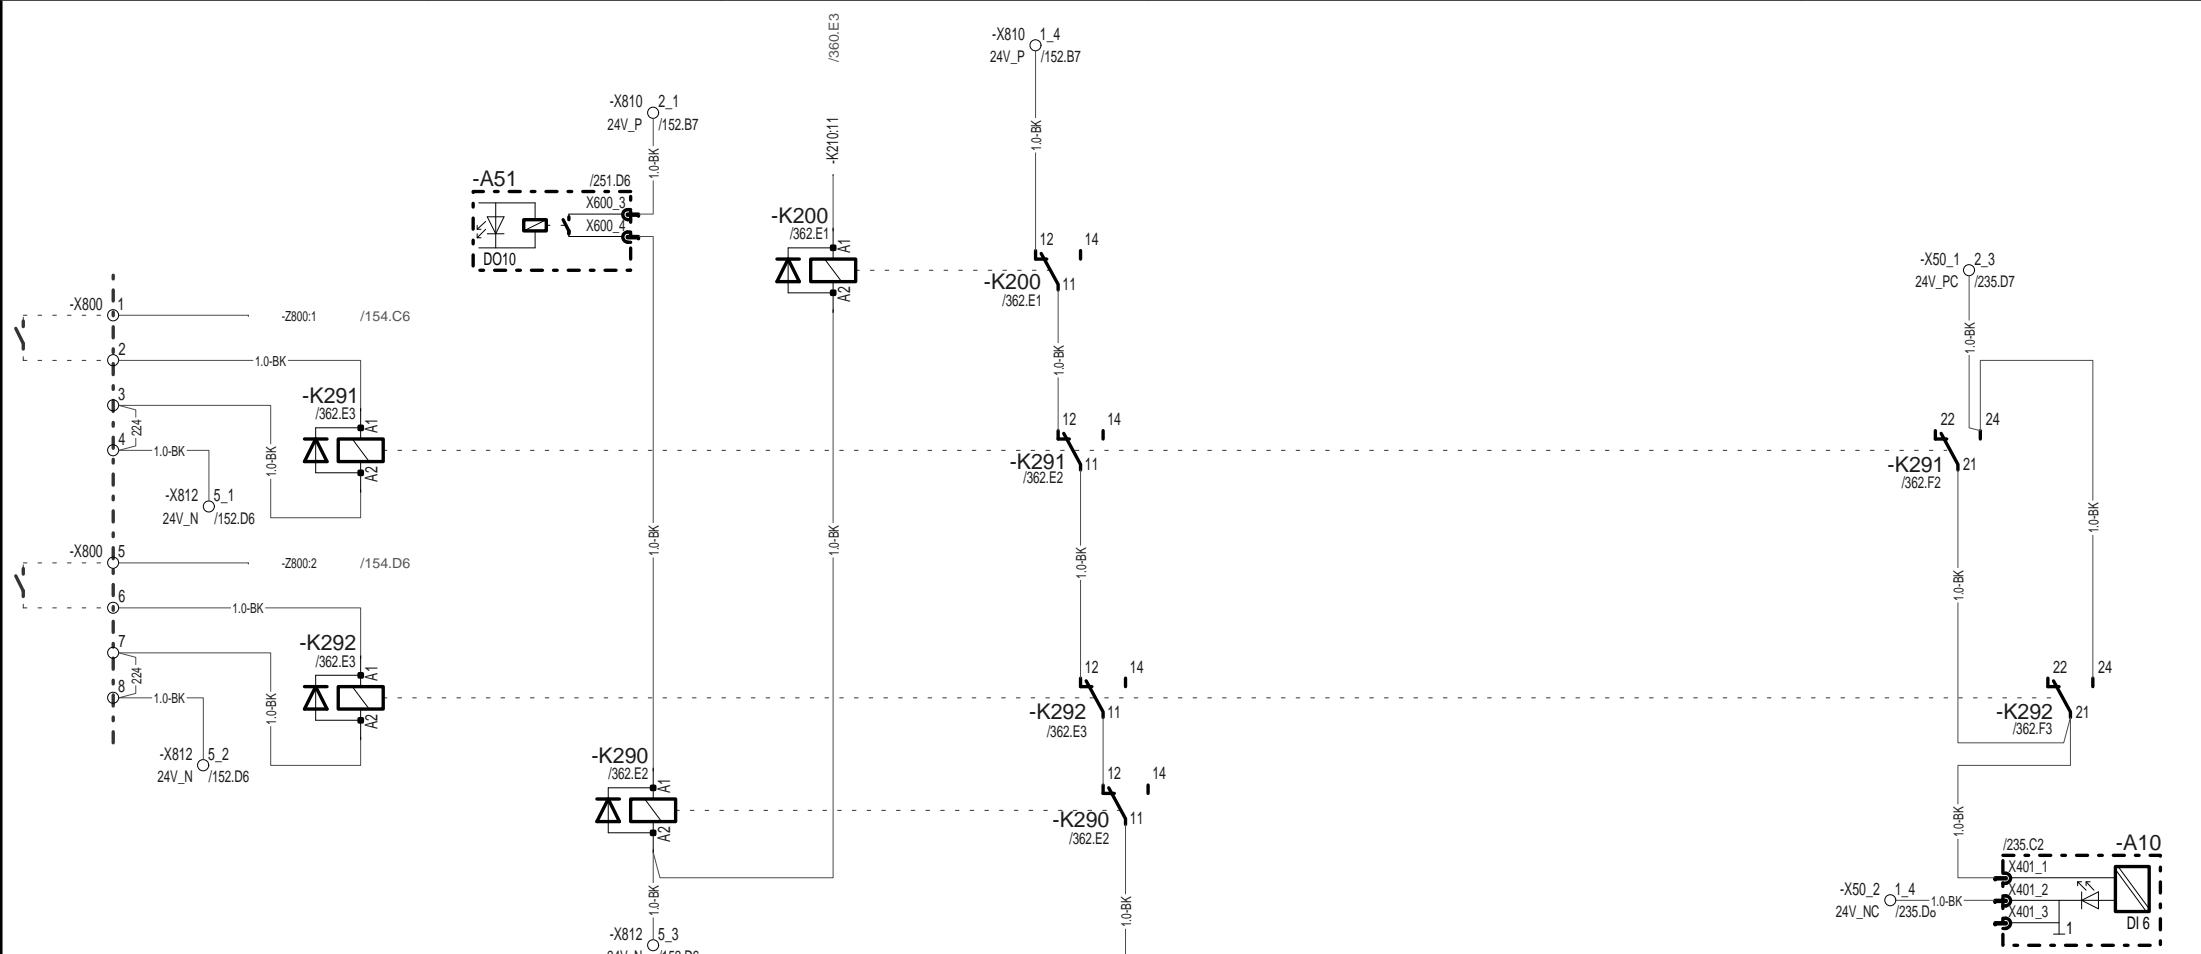 /360.E3
-X810 1_4
24V_P /152.B7
-X810 2_1
24V_P /152.B7
-K210:11
1.0-BK
1.0-BK
-A51 /251.D6
X600_3
X600_4
DO10
-K200
/362.E1
A1
A2
12 14
-K200 11
/362.E1
-X50_1 2_3
24V_PC /235.D7
-X800 1
-Z800:1 /154.C6
2
1.0-BK
1.0-BK
1.0-BK
3
-K291
/362.E3
A1
A2
224
4
1.0-BK
1.0-BK
-X812 5_1
24V_N /152.D6
12 14
-K291 11
/362.E2
22 24
-K291 21
/362.F2
1.0-BK
1.0-BK
1.0-BK
1.0-BK
1.0-BK
-X800 5
-Z800:2 /154.D6
6
1.0-BK
7
-K292
/362.E3
A1
A2
224
8
1.0-BK
1.0-BK
-X812 5_2
24V_N /152.D6
12 14
-K292 11
/362.E3
22 24
-K292 21
/362.F3
-K290
/362.E2
A1
A2
12 14
-K290 11
/362.E2
1.0-BK
1.0-BK
1.0-BK
/235.C2 -A10
X401_1
X401_2
X401_3
1
DI 6
-X50_2 1_4
24V_NC /235.D
1.0-BK
-X812 5_3